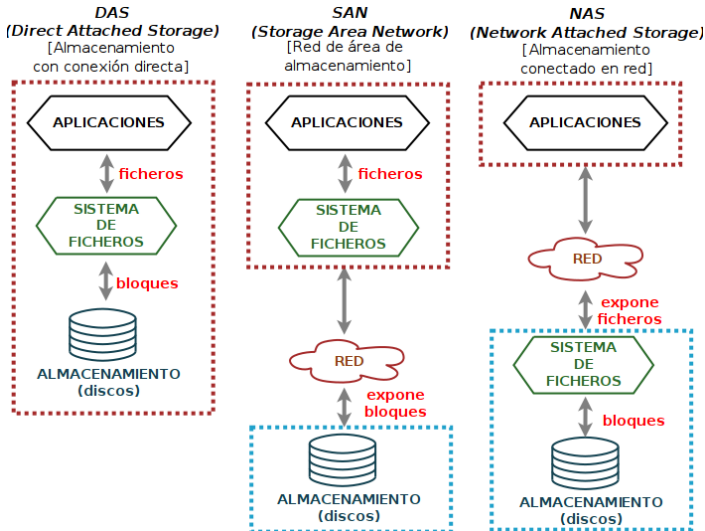 DAS
(Direct Attached Storage)
[Almacenamiento
con conexión directa]
APLICACIONES
ficheros
SISTEMA
DE
FICHEROS
bloques
ALMACENAMIENTO
(discos)
SAN
(Storage Area Network)
[Red de área de
almacenamiento]
APLICACIONES
ficheros
SISTEMA
DE
FICHEROS
RED
expone
bloques
ALMACENAMIENTO
(discos)
NAS
(Network Attached Storage)
[Almacenamiento
conectado en red]
APLICACIONES
RED
expone
ficheros
SISTEMA
DE
FICHEROS
bloques
ALMACENAMIENTO
(discos)